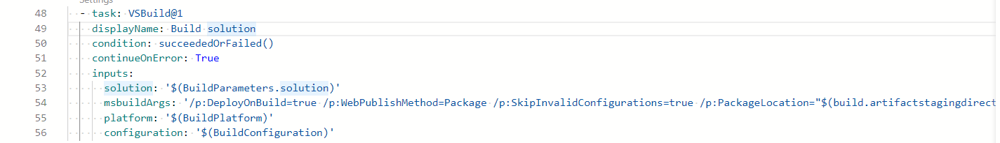 Settings
48 - task: VSBuild@1
49 displayName: Build solution
50 condition: succeededOrFailed()
51 continueOnError: True
52 inputs:
53 solution: '$(BuildParameters.solution)'
54 msbuildArgs: '/p:DeployOnBuild=true /p:WebPublishMethod=Package /p:SkipInvalidConfigurations=true /p:PackageLocation="$(build.artifactstagingdirect
55 platform: '$(BuildPlatform)'
56 configuration: '$(BuildConfiguration)'